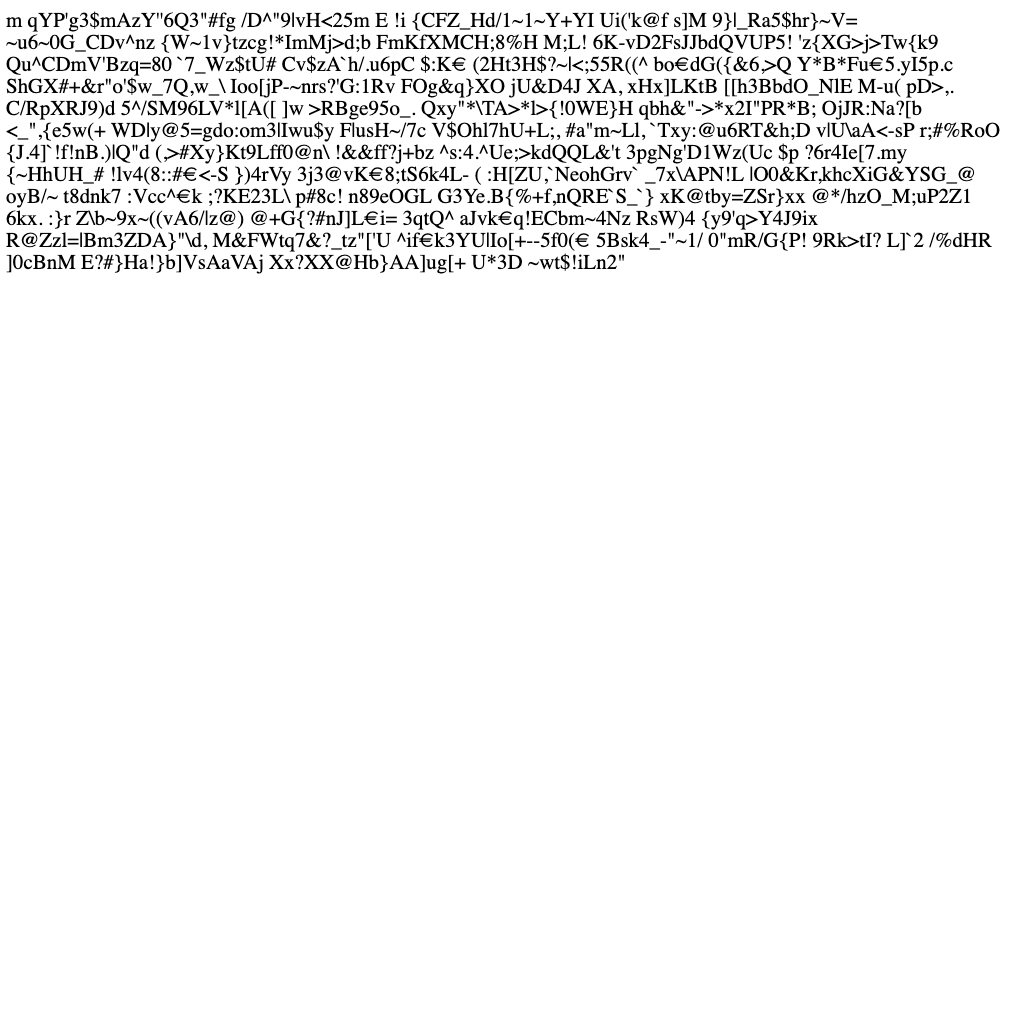 m qYP'g3$mAzY"6Q3"#fg /D^"9|vH<25m E !i {CFZ_Hd/1~1~Y+YI Ui('k@f s]M 9}|_Ra5$hr}~V=
~u6~0G_CDv^nz {W~1v}tzcg!*ImMj>d;b FmKfXMCH;8%H M;L! 6K-vD2FsJJbdQVUP5! 'z{XG>j>Tw{k9
Qu^CDmV'Bzq=80 `7_Wz$tU# Cv$zA`h/.u6pC $:K€ (2Ht3H$?~|<;55R((^ bo€dG({&6,>Q Y*B*Fu€5.yI5p.c
ShGX#+&r"o'$w_7Q,w_\ Ioo[jP-~nrs?'G:1Rv FOg&q}XO jU&D4J XA, xHx]LKtB [[h3BbdO_NlE M-u( pD>,.
C/RpXRJ9)d 5^/SM96LV*l[A([ ]w >RBge95o_. Qxy"*\TA>*l>{!0WE}H qbh&"->*x2I"PR*B; OjJR:Na?[b
<_",{e5w(+ WD|y@5=gdo:om3|Iwu$y F|usH~/7c V$Ohl7hU+L;, #a"m~Ll,`Txy:@u6RT&h;D v|U\aA<-sP r;#%RoO
{J.4]`!f!nB.)|Q"d (,>#Xy}Kt9Lff0@n\ !&&ff?j+bz ^s:4.^Ue;>kdQQL&'t 3pgNg'D1Wz(Uc $p ?6r4Ie[7.my
{~HhUH_# !lv4(8::#€<-S })4rVy 3j3@vK€8;tS6k4L- ( :H[ZU,`NeohGrv` _7x\APN!L |O0&Kr,khcXiG&YSG_@
oyB/~ t8dnk7 :Vcc^€k ;?KE23L\ p#8c! n89eOGL G3Ye.B{%+f,nQRE`S_`} xK@tby=ZSr}xx @*/hzO_M;uP2Z1
6kx. :}r Z\b~9x~((vA6/|z@) @+G{?#nJ]L€i= 3qtQ^ aJvk€q!ECbm~4Nz RsW)4 {y9'q>Y4J9ix
R@Zzl=|Bm3ZDA}"\d, M&FWtq7&?_tz"['U ^if€k3YU|Io[+--5f0(€ 5Bsk4_-"~1/ 0"mR/G{P! 9Rk>tI? L]`2 /%dHR
]0cBnM E?#}Ha!}b]VsAaVAj Xx?XX@Hb}AA]ug[+ U*3D ~wt$!iLn2"